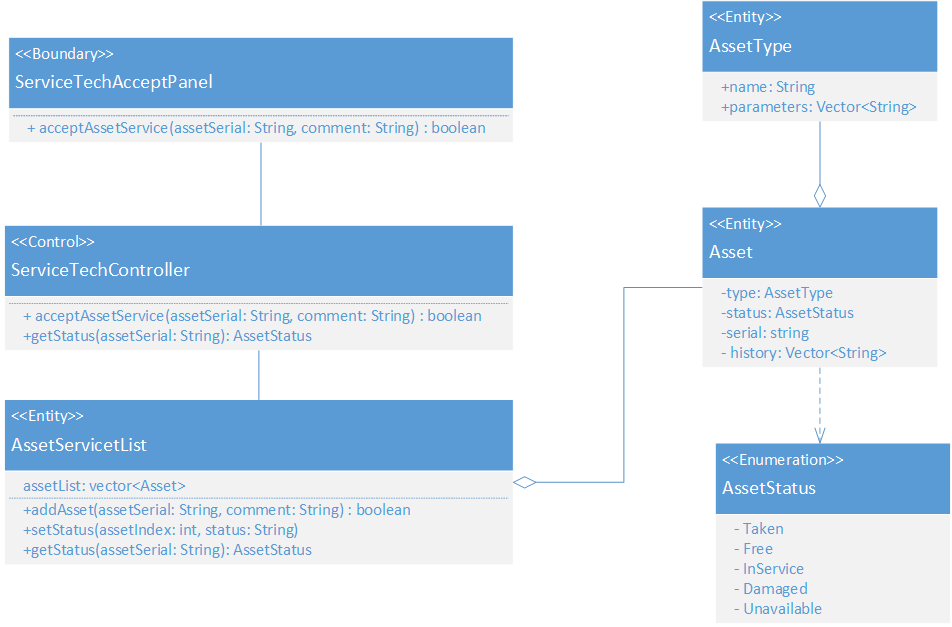 <<Boundary>>
ServiceTechAcceptPanel
+ acceptAssetService(assetSerial: String, comment: String) : boolean
<<Control>>
ServiceTechController
+ acceptAssetService(assetSerial: String, comment: String) : boolean
+getStatus(assetSerial: String): AssetStatus
<<Entity>>
AssetServicetList
assetList: vector<Asset>
+addAsset(assetSerial: String, comment: String) : boolean
+setStatus(assetIndex: int, status: String)
+getStatus(assetSerial: String): AssetStatus
<<Entity>>
AssetType
+name: String
+parameters: Vector<String>
<<Entity>>
Asset
-type: AssetType
-status: AssetStatus
-serial: string
- history: Vector<String>
<<Enumeration>>
AssetStatus
- Taken
- Free
- InService
- Damaged
- Unavailable